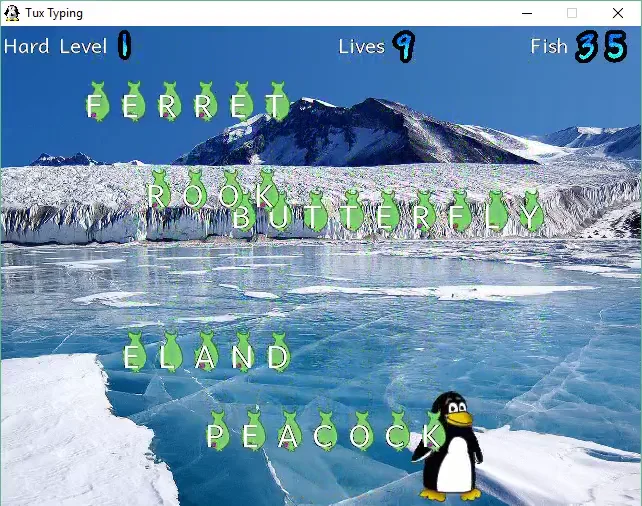 Tux Typing
Hard Level 1 Lives 9 Fish 35
FERRET
ROOK
BUTTERFLY
ELAND
PEACOCK